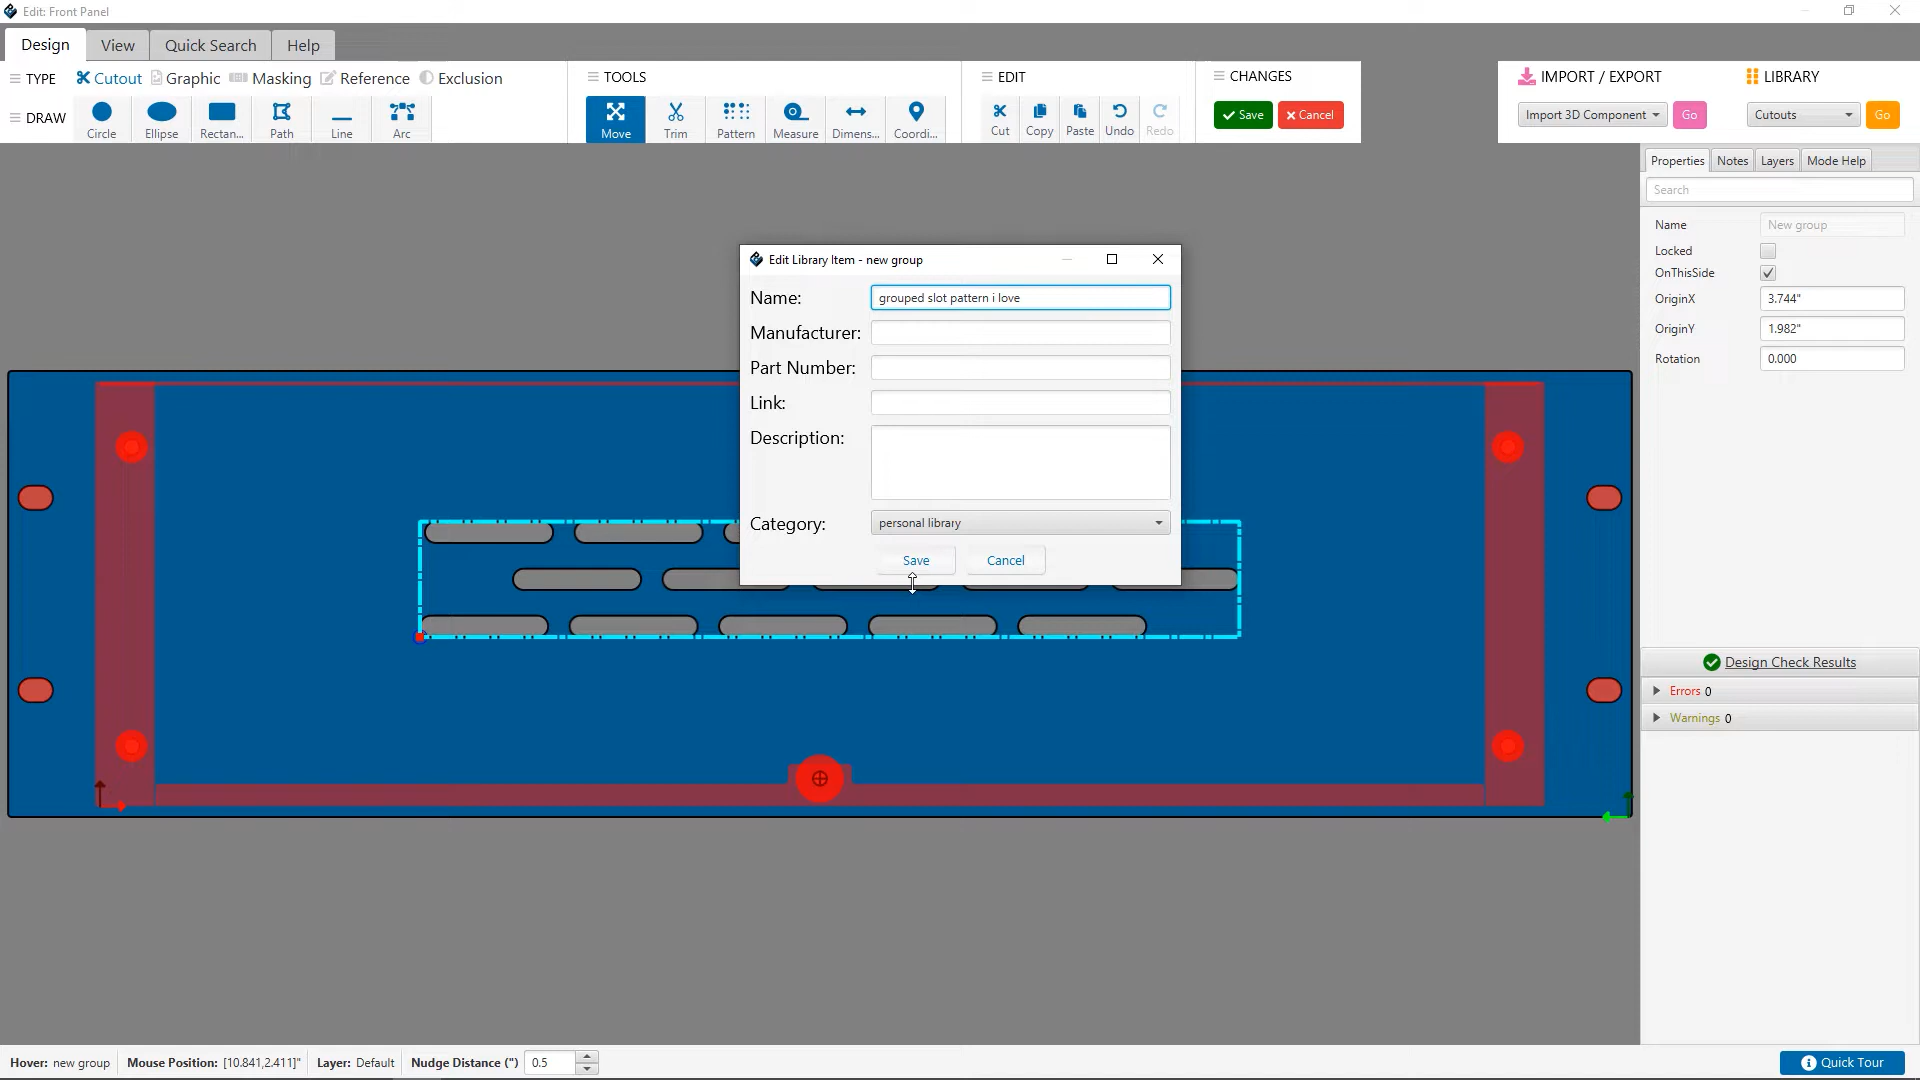 Edit: Front Panel
Design View Quick Search Help
TYPE Cutout Graphic Masking Reference Exclusion
DRAW Circle Ellipse Rectan... Path Line Arc
TOOLS
Move Trim Pattern Measure Dimens... Coordi...
EDIT
Cut Copy Paste Undo Redo
CHANGES
Save Cancel
IMPORT / EXPORT
Import 3D Component Go
LIBRARY
Cutouts Go
Properties Notes Layers Mode Help
Search
Name New group
Locked
OnThisSide
OriginX 3.744"
OriginY 1.982"
Rotation 0.000
Design Check Results
Errors 0
Warnings 0
Edit Library Item - new group
Name: grouped slot pattern i love
Manufacturer:
Part Number:
Link:
Description:
Category: personal library
Save Cancel
Hover: new group Mouse Position: [10.841,2.411]" Layer: Default Nudge Distance (") 0.5
Quick Tour